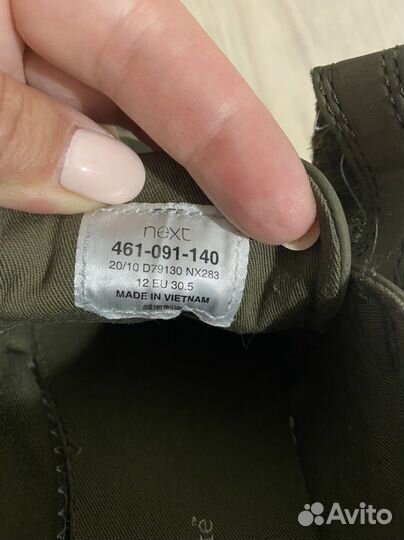 next
461-091-140
20/10 D79130 NX283
12 EU 30.5
MADE IN VIETNAM
Avito